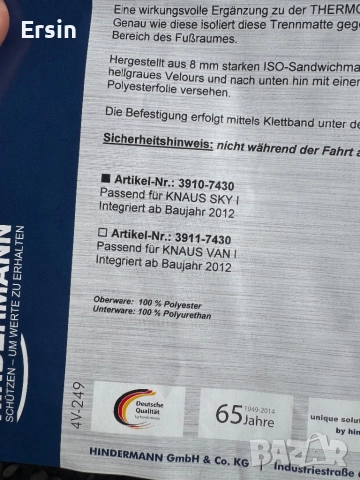 Ersin
Eine wirkungsvolle Ergänzung zu der THERMO
Genau wie diese isoliert diese Trennmatte ge
Bereich des Fußraumes.
Hergestellt aus 8 mm starken ISO-Sandwichma
hellgraues Velours und nach unten hin mit einer
Polyesterfolie versehen.
Die Befestigung erfolgt mittels Klettband unter de
Sicherheitshinweis: nicht während der Fahrt a
■ Artikel-Nr.: 3910-7430
Passend für KNAUS SKY I
Integriert ab Baujahr 2012
□ Artikel-Nr.: 3911-7430
Passend für KNAUS VAN I
Integriert ab Baujahr 2012
Oberware: 100 % Polyester
Unterware: 100 % Polyurethan
SCHÜTZEN – UM WERTE ZU ERHALTEN
4V-249
Deutsche
Qualität
1949-2014
65 Jahre
unique solut
by hin
HINDERMANN GmbH & Co. KG
Industriestraße
BAZAR